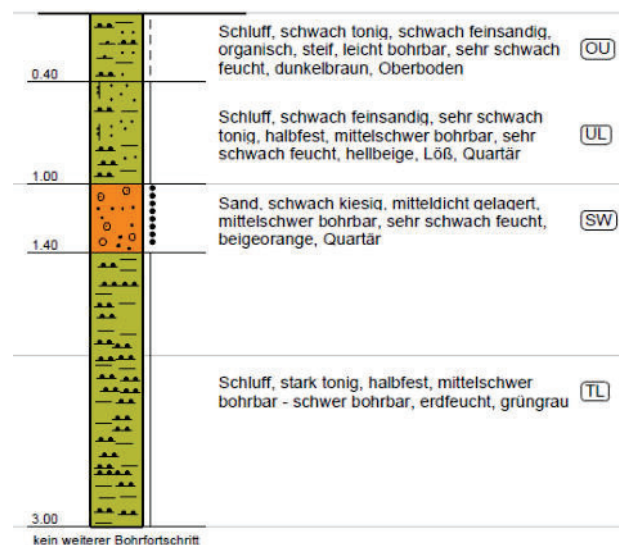 Schluff, schwach tonig, schwach feinsandig,
organisch, steif, leicht bohrbar, sehr schwach
feucht, dunkelbraun, Oberboden
OU
0.40
Schluff, schwach feinsandig, sehr schwach
tonig, halbfest, mittelschwer bohrbar, sehr
schwach feucht, hellbeige, Löß, Quartär
UL
1.00
Sand, schwach kiesig, mitteldicht gelagert,
mittelschwer bohrbar, sehr schwach feucht,
beigeorange, Quartär
SW
1.40
Schluff, stark tonig, halbfest, mittelschwer
bohrbar - schwer bohrbar, erdfeucht, grüngrau
TL
3.00
kein weiterer Bohrfortschritt